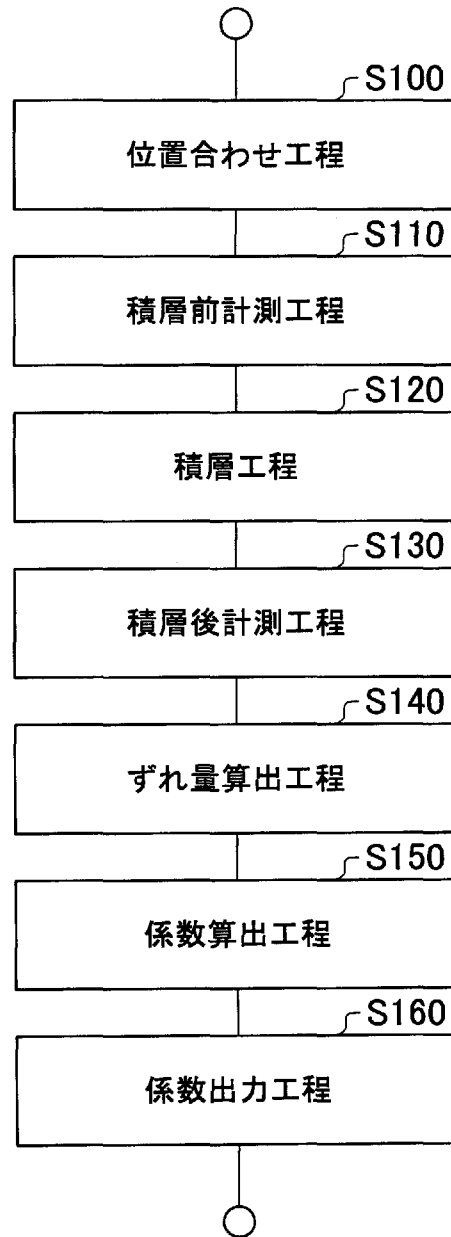 S100
位置合わせ工程
S110
積層前計測工程
S120
積層工程
S130
積層後計測工程
S140
ずれ量算出工程
S150
係数算出工程
S160
係数出力工程